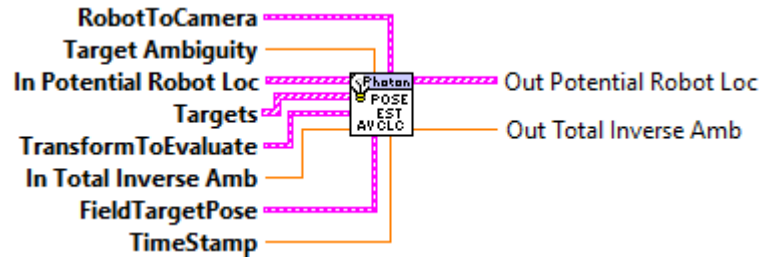 RobotToCamera
Target Ambiguity
In Potential Robot Loc
Targets
TransformToEvaluate
In Total Inverse Amb
FieldTargetPose
TimeStamp
Photon
POSE
EST
AVCLC
Out Potential Robot Loc
Out Total Inverse Amb